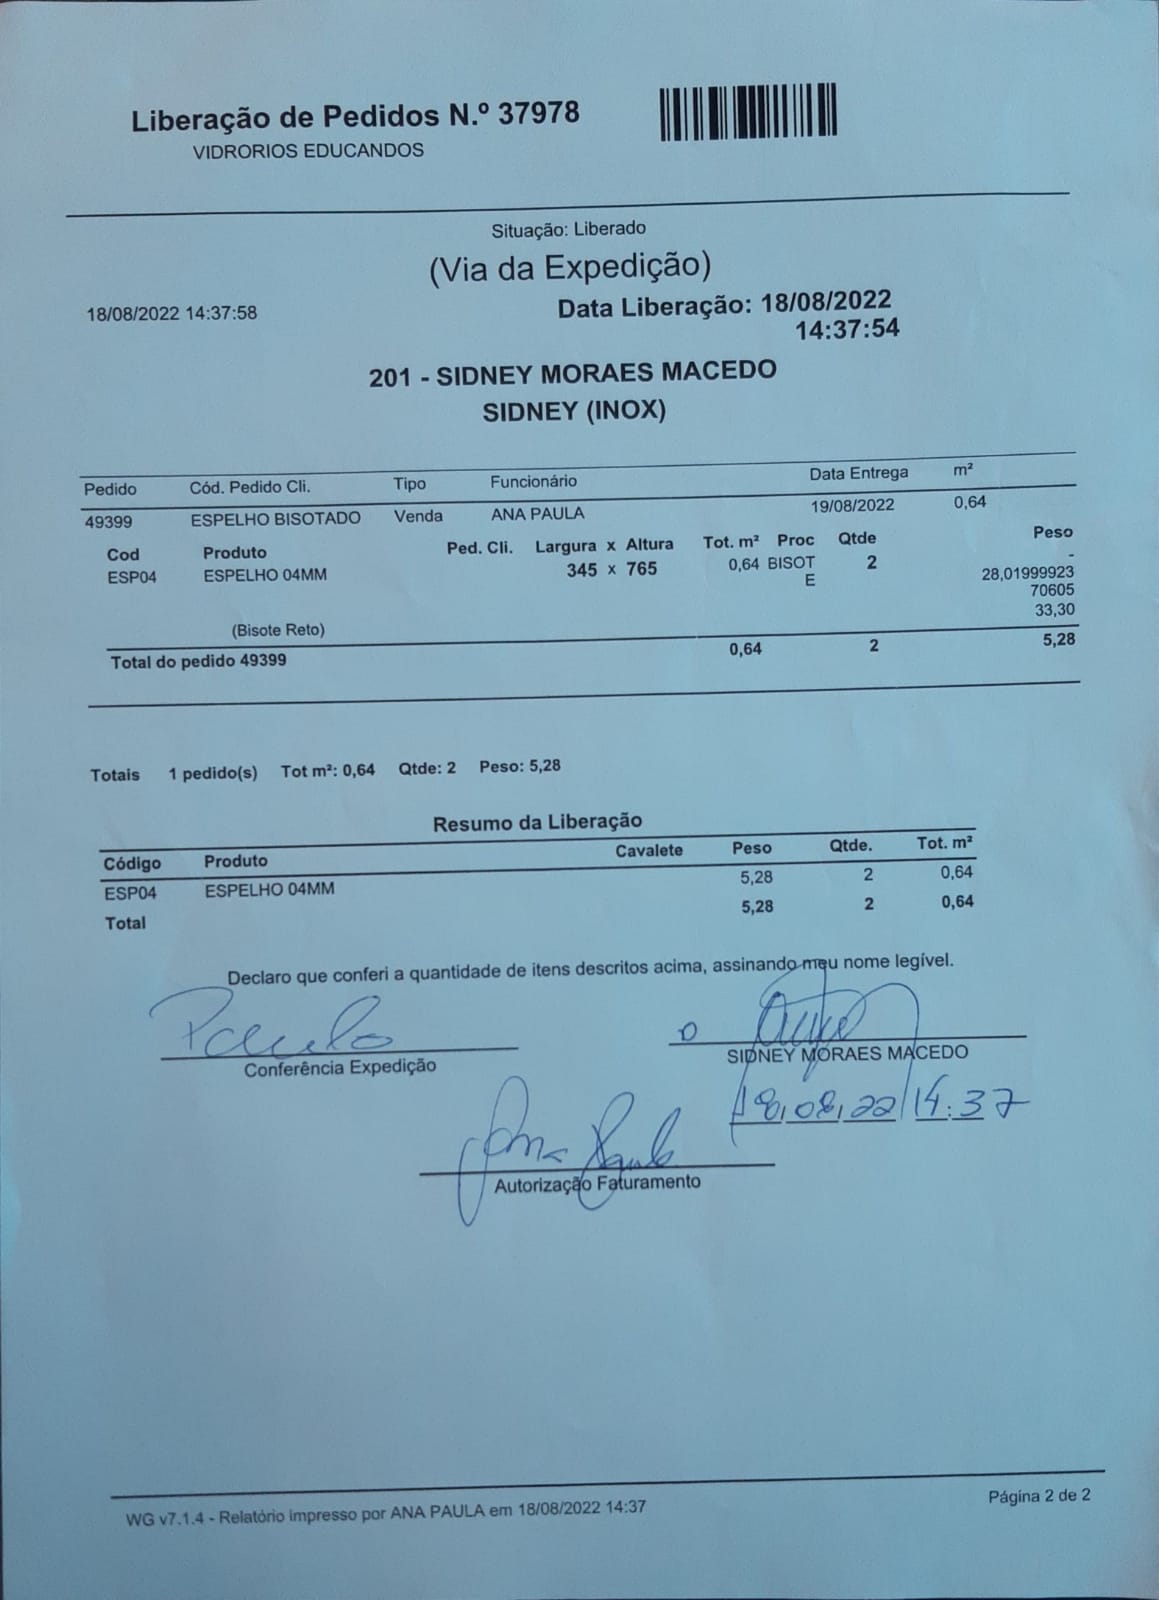 Liberação de Pedidos N.º 37978
VIDRORIOS EDUCANDOS
Situação: Liberado
(Via da Expedição)
18/08/2022 14:37:58
Data Liberação: 18/08/2022
14:37:54
201 - SIDNEY MORAES MACEDO
SIDNEY (INOX)
Pedido Cód. Pedido Cli. Tipo Funcionário Data Entrega m²
49399 ESPELHO BISOTADO Venda ANA PAULA 19/08/2022 0,64
Cod Produto Ped. Cli. Largura x Altura Tot. m² Proc Qtde Peso
ESP04 ESPELHO 04MM 345 x 765 0,64 BISOT 2 -
E 28,01999923
70605
33,30
(Bisote Reto)
Total do pedido 49399 0,64 2 5,28
Totais 1 pedido(s) Tot m²: 0,64 Qtde: 2 Peso: 5,28
Resumo da Liberação
Código Produto Cavalete Peso Qtde. Tot. m²
ESP04 ESPELHO 04MM 5,28 2 0,64
Total 5,28 2 0,64
Declaro que conferi a quantidade de itens descritos acima, assinando meu nome legível.
Paulo
Conferência Expedição
SIDNEY MORAES MACEDO
18,08,22/14:37
Ana Paula
Autorização Faturamento
WG v7.1.4 - Relatório impresso por ANA PAULA em 18/08/2022 14:37
Página 2 de 2